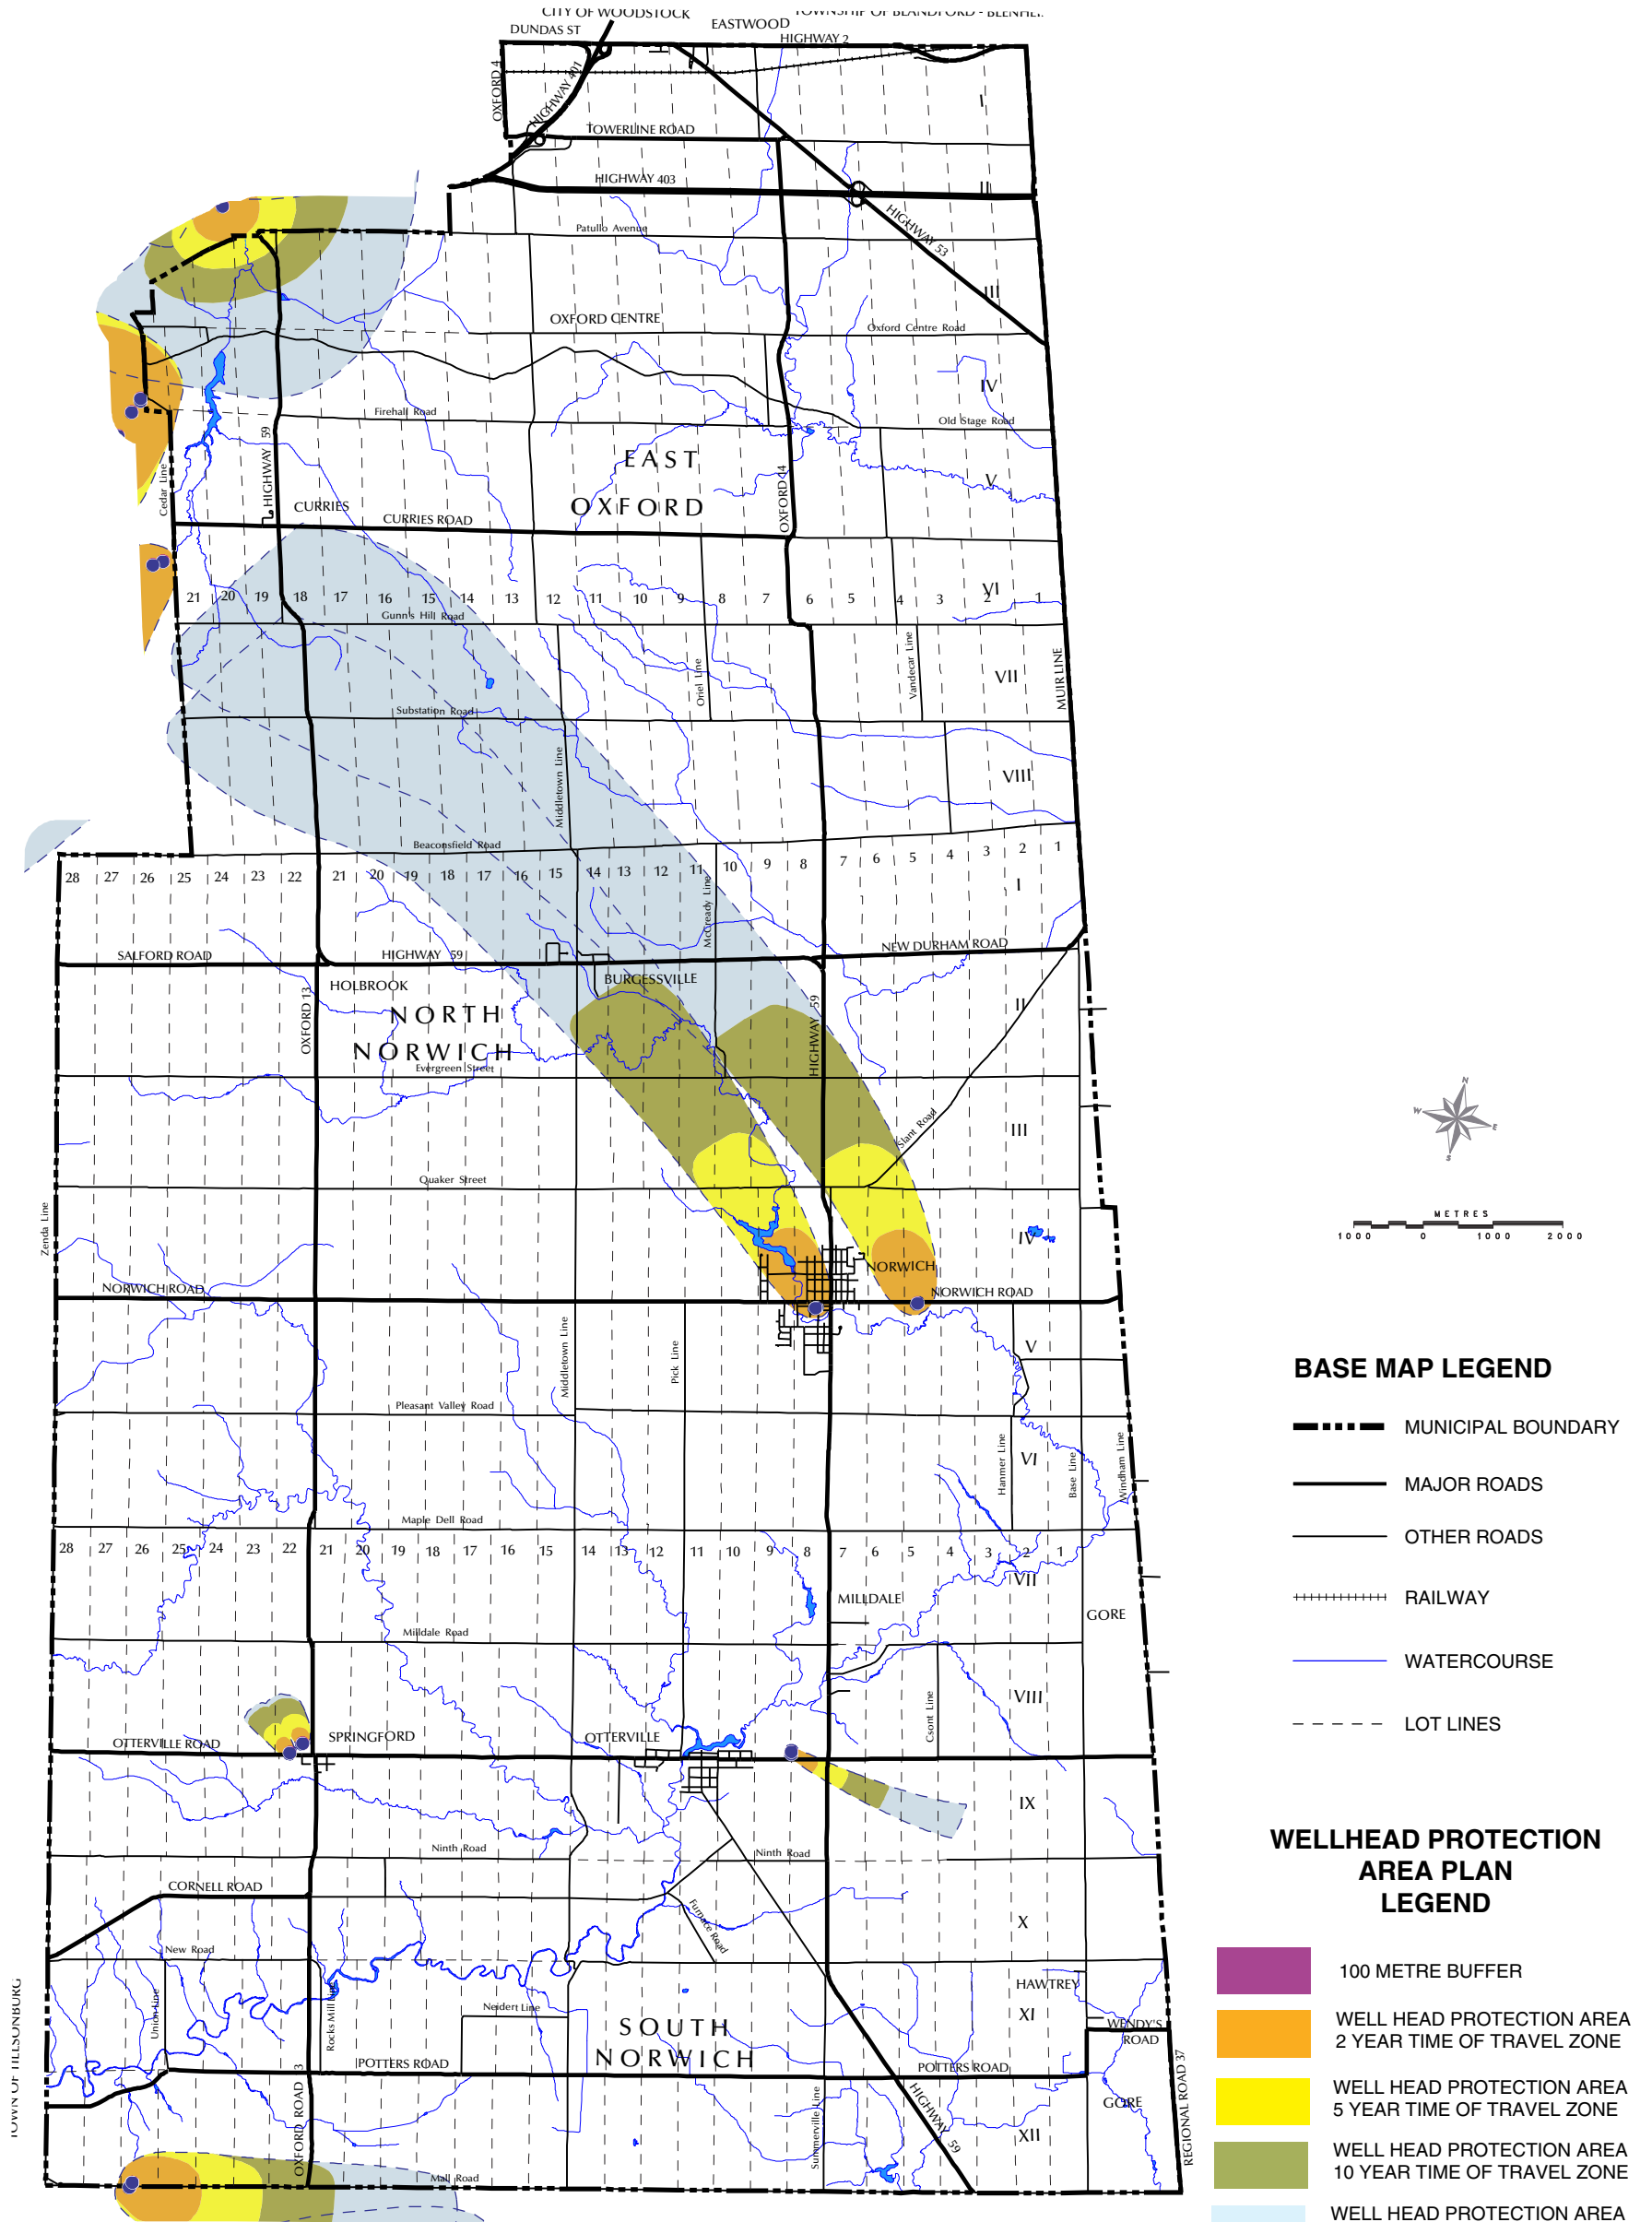 CITY OF WOODSTOCK
TOWNSHIP OF BLANDFORD - BLENHEIM
DUNDAS ST
EASTWOOD
HIGHWAY 2
OXFORD 4
HIGHWAY 401
I
TOWERLINE ROAD
HIGHWAY 403
II
HIGHWAY 53
Patullo Avenue
III
OXFORD CENTRE
Oxford Centre Road
IV
Firehall Road
Old Stage Road
HIGHWAY 59
Cedar Line
EAST
OXFORD
OXFORD 14
V
CURRIES
CURRIES ROAD
21 20 19 18 17 16 15 14 13 12 11 10 9 8 7 6 5 4 3 2 1
VI
Gunn's Hill Road
Oriel Line
Vandecar Line
VII
MUIR LINE
Substation Road
Middletown Line
VIII
Beaconsfield Road
28 27 26 25 24 23 22 21 20 19 18 17 16 15 14 13 12 11 10 9 8 7 6 5 4 3 2 1
I
McCready Line
SALFORD ROAD
HIGHWAY 59
NEW DURHAM ROAD
HOLBROOK
BURGESSVILLE
OXFORD 13
NORTH
NORWICH
HIGHWAY 59
II
Evergreen Street
Slant Road
III
Quaker Street
Zenda Line
IV
NORWICH
NORWICH ROAD
NORWICH ROAD
Middletown Line
Pick Line
V
Pleasant Valley Road
Hanmer Line
VI
Base Line
Windham Line
Maple Dell Road
28 27 26 25 24 23 22 21 20 19 18 17 16 15 14 13 12 11 10 9 8 7 6 5 4 3 2 1
VII
MILLDALE
GORE
Milldale Road
Csont Line
VIII
OTTERVILLE ROAD
SPRINGFORD
OTTERVILLE
IX
Ninth Road
Ninth Road
CORNELL ROAD
Furnace Road
X
New Road
HAWTREY
XI
Union Line
Rocks Mill Line
Neidert Line
SOUTH
NORWICH
WENDY'S
ROAD
POTTERS ROAD
POTTERS ROAD
TOWN OF TILLSONBURG
OXFORD ROAD 13
Summerville Line
HIGHWAY 59
GORE
XII
REGIONAL ROAD 37
Mall Road
N
W
E
S
METRES
1000 0 1000 2000
BASE MAP LEGEND
MUNICIPAL BOUNDARY
MAJOR ROADS
OTHER ROADS
RAILWAY
WATERCOURSE
LOT LINES
WELLHEAD PROTECTION
AREA PLAN
LEGEND
100 METRE BUFFER
WELL HEAD PROTECTION AREA
2 YEAR TIME OF TRAVEL ZONE
WELL HEAD PROTECTION AREA
5 YEAR TIME OF TRAVEL ZONE
WELL HEAD PROTECTION AREA
10 YEAR TIME OF TRAVEL ZONE
WELL HEAD PROTECTION AREA